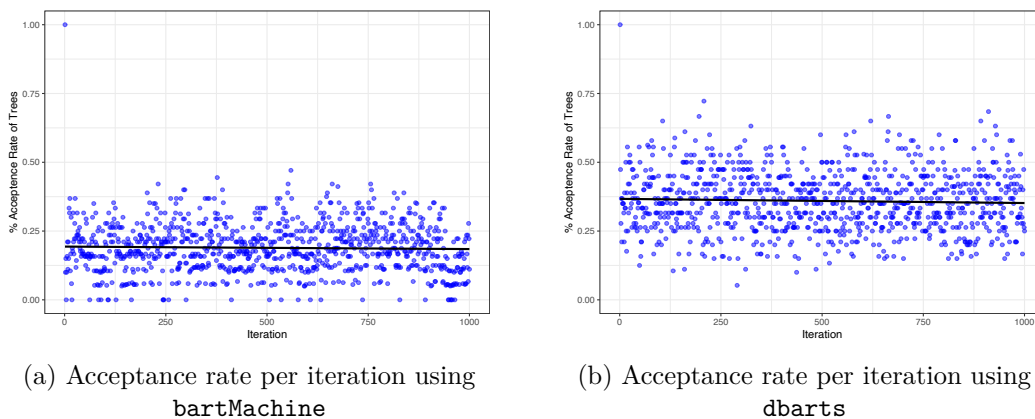 1.00
0.75
0.50
0.25
0.00
% Acceptence Rate of Trees
0
250
500
750
1000
Iteration
(a) Acceptance rate per iteration using
bartMachine
1.00
0.75
0.50
0.25
0.00
% Acceptence Rate of Trees
0
250
500
750
1000
Iteration
(b) Acceptance rate per iteration using
dbarts